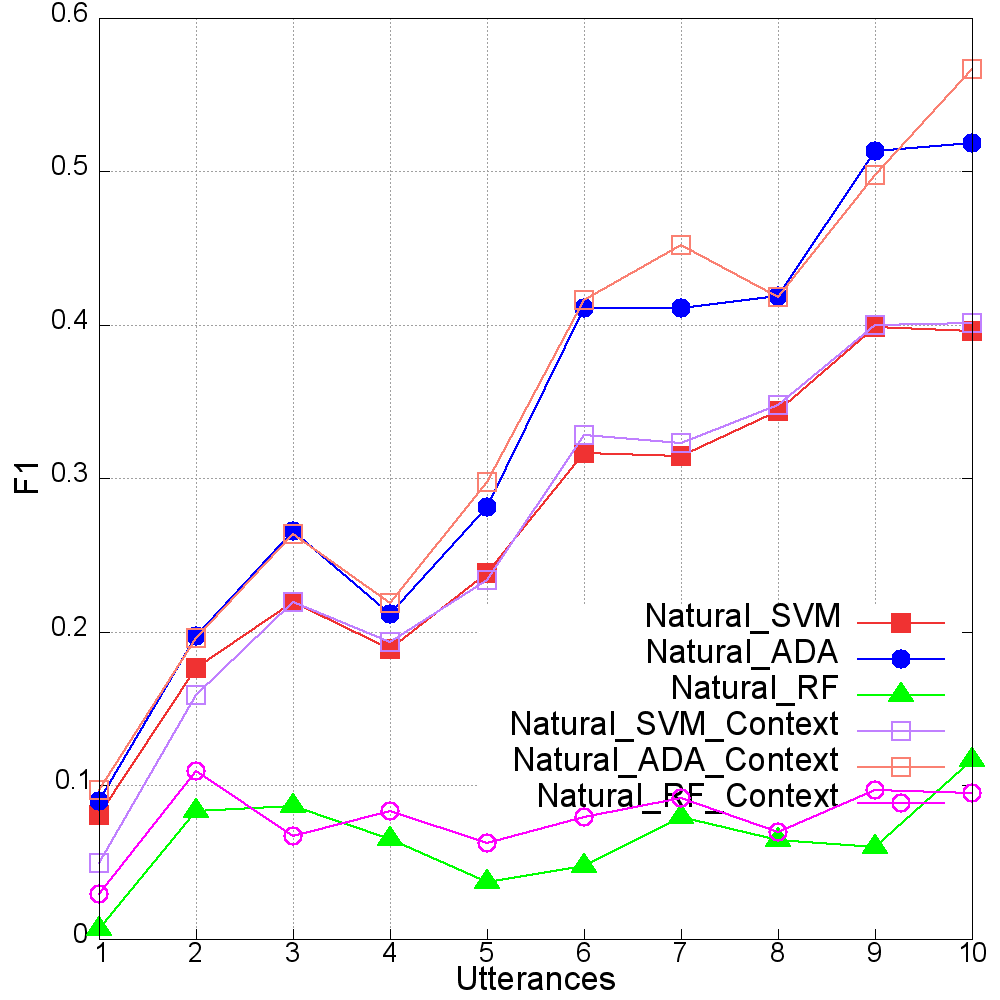 0.6
0.5
0.4
0.3
0.2
0.1
0
F1
Natural_SVM
Natural_ADA
Natural_RF
Natural_SVM_Context
Natural_ADA_Context
Natural_RF_Context
1 2 3 4 5 6 7 8 9 10
Utterances